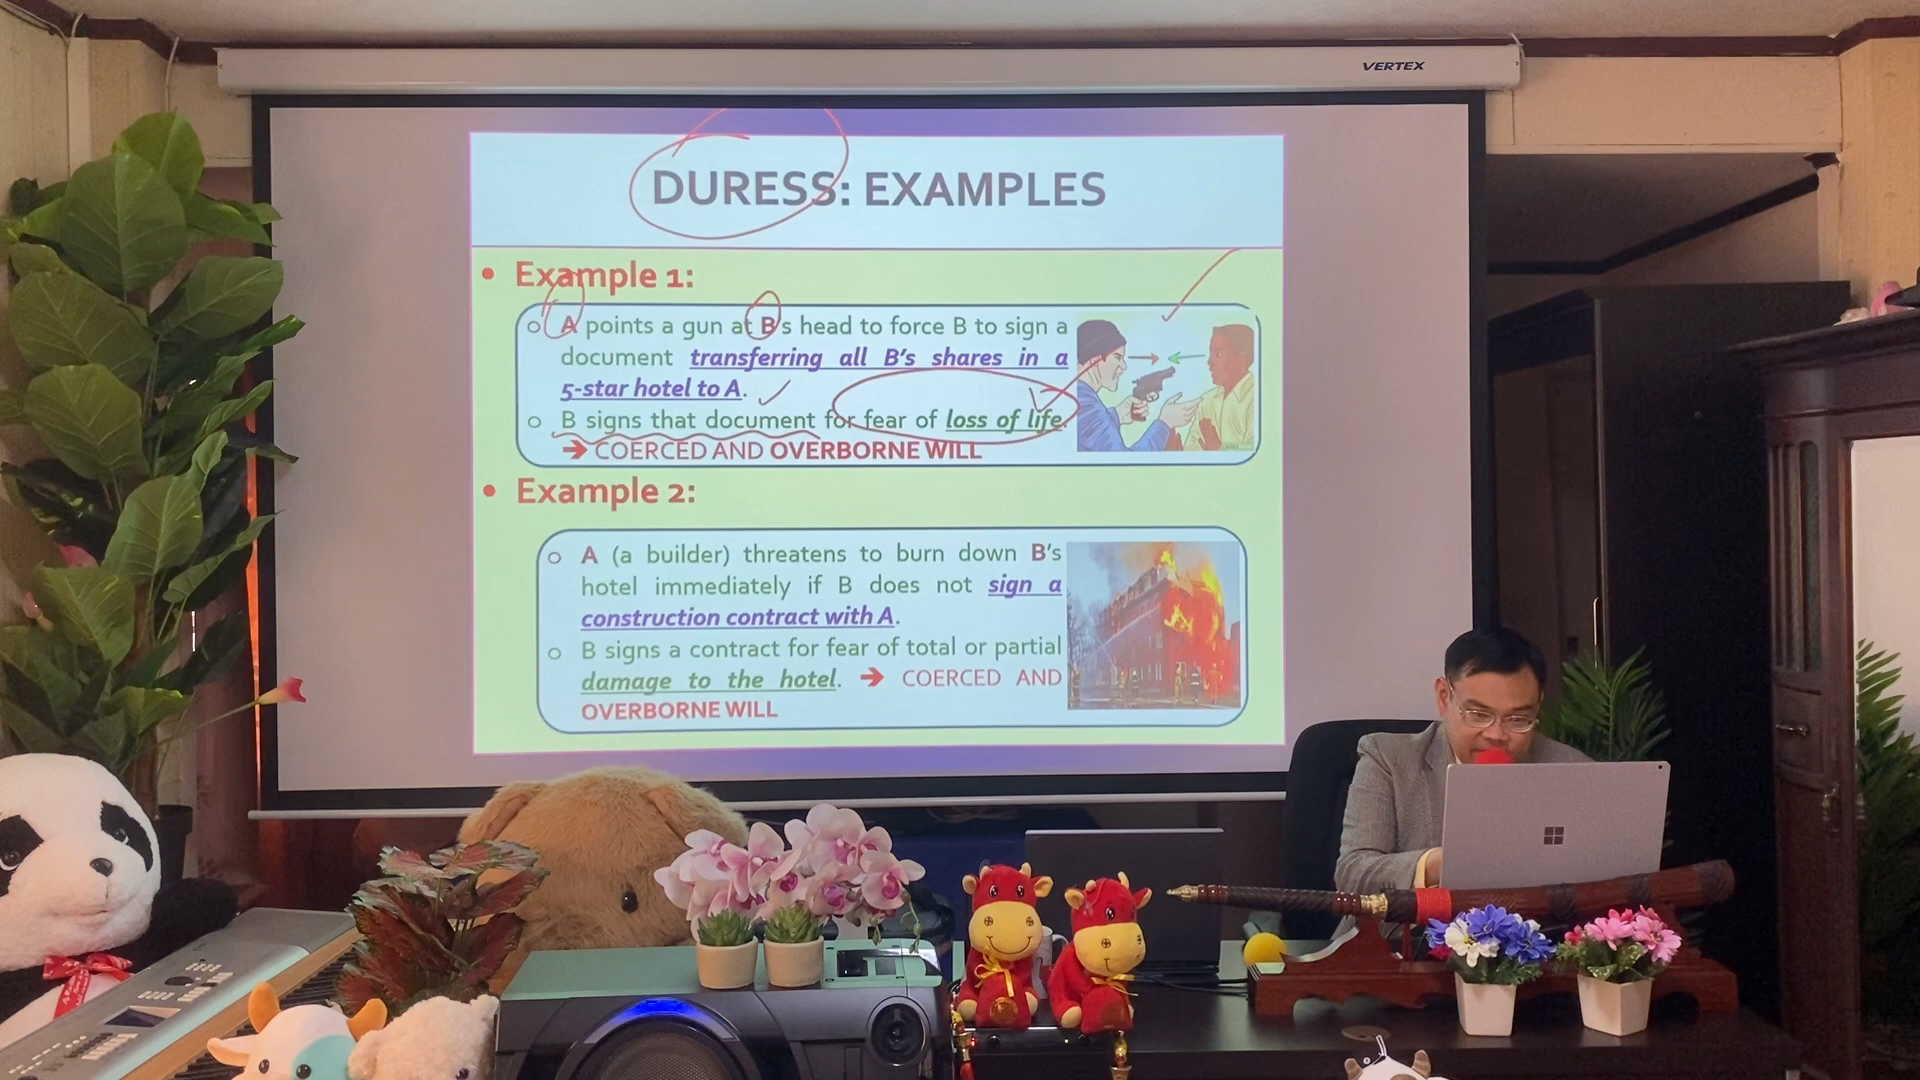 VERTEX
DURESS: EXAMPLES
• Example 1:
o A points a gun at B's head to force B to sign a
document transferring all B's shares in a
5-star hotel to A.
o B signs that document for fear of loss of life.
➔ COERCED AND OVERBORNE WILL
• Example 2:
o A (a builder) threatens to burn down B's
hotel immediately if B does not sign a
construction contract with A.
o B signs a contract for fear of total or partial
damage to the hotel. ➔ COERCED AND
OVERBORNE WILL